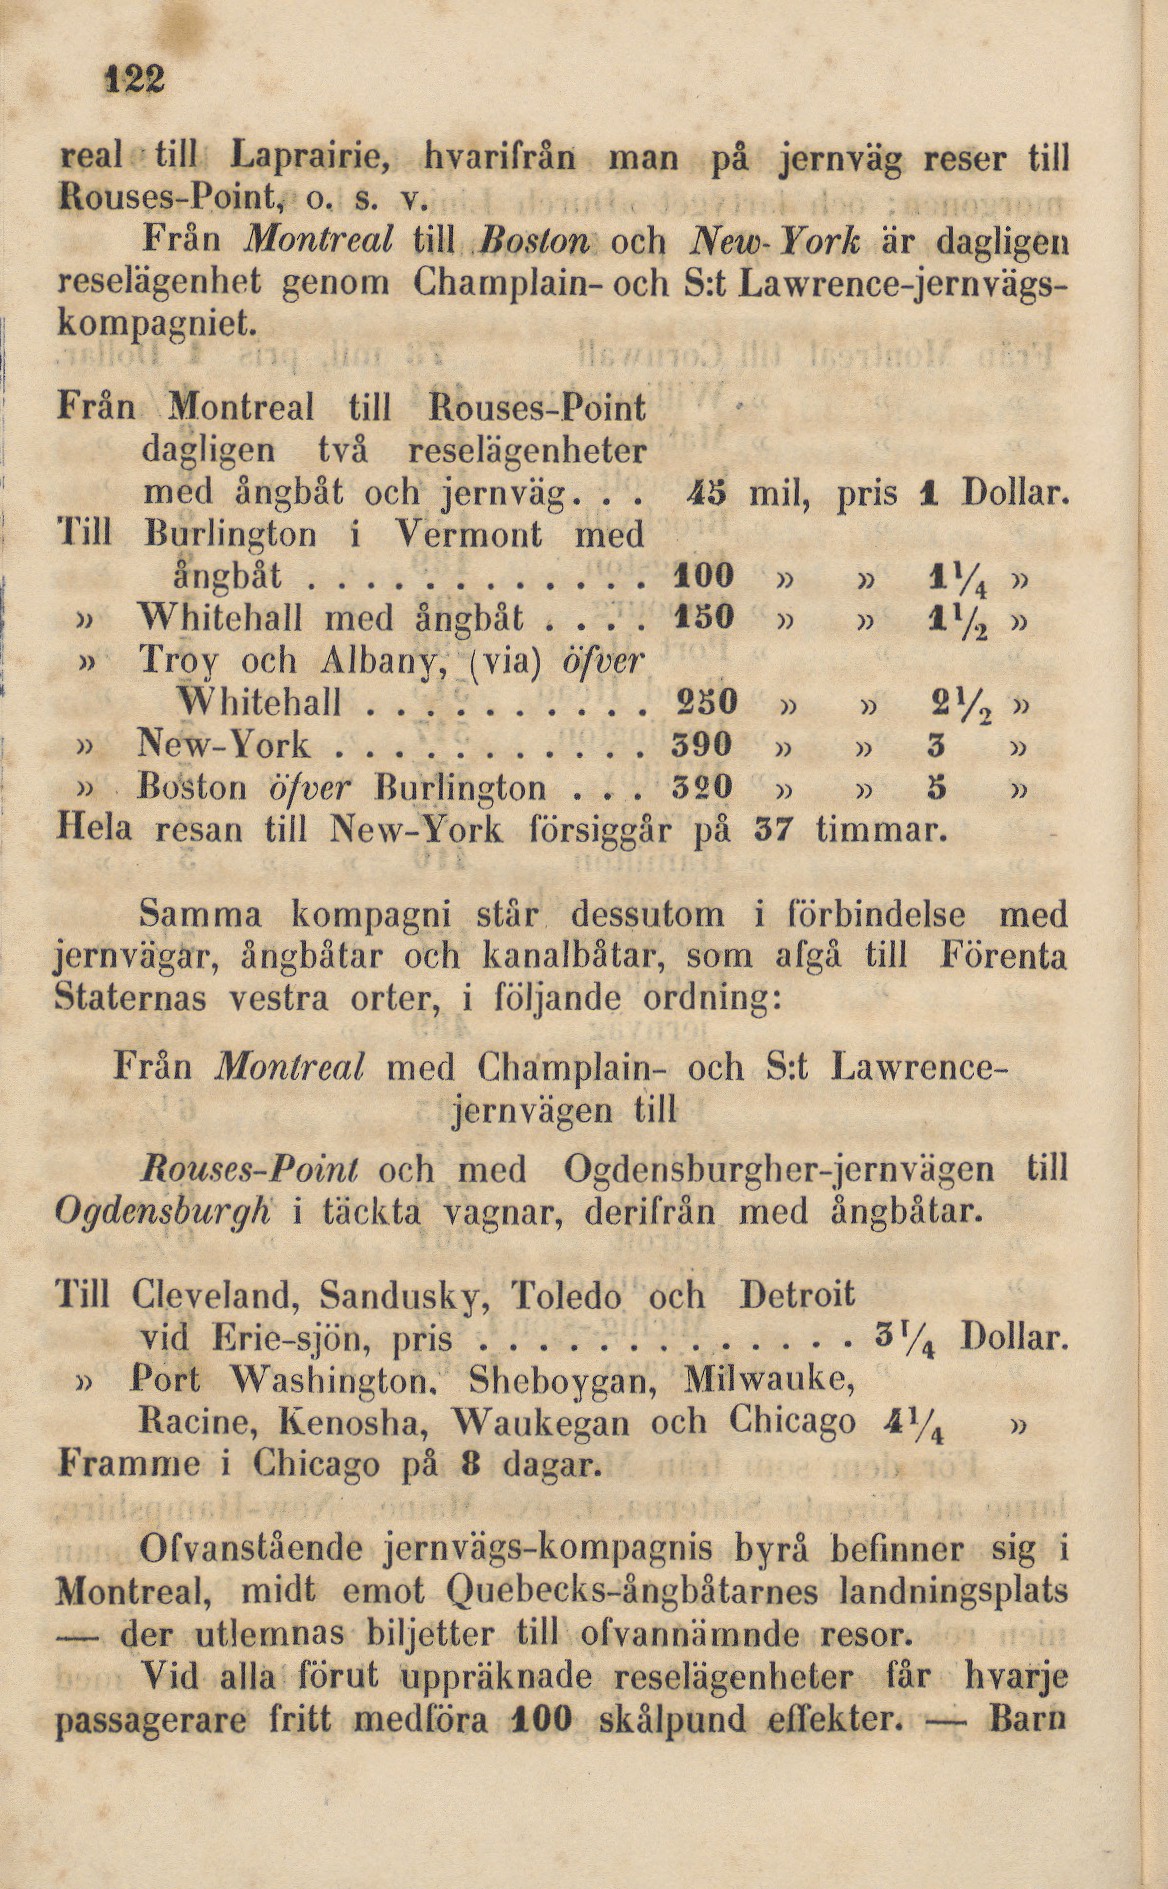 122
real till Laprairie, hvarifrån man på jernväg reser till
Rouses-Point, o. s. v.
Från Montreal till Boston och New-York är dagligen
reselägenhet genom Champlain- och S:t Lawrence-jernvägs-
kompagniet.
Från Montreal till Rouses-Point
dagligen två reselägenheter
med ångbåt och jernväg. . . 45 mil, pris 1 Dollar.
Till Burlington i Vermont med
ångbåt . . . . . . . . . . . . 100 » » 1¼ »
» Whitehall med ångbåt . . . . 150 » » 1½ »
» Troy och Albany, (via) öfver
Whitehall . . . . . . . . . . 250 » » 2½ »
» New-York . . . . . . . . . . . 390 » » 3 »
» Boston öfver Burlington . . . 320 » » 5 »
Hela resan till New-York försiggår på 37 timmar.
Samma kompagni står dessutom i förbindelse med
jernvägar, ångbåtar och kanalbåtar, som afgå till Förenta
Staternas vestra orter, i följande ordning:
Från Montreal med Champlain- och S:t Lawrence-
jernvägen till
Rouses-Point och med Ogdensburgher-jernvägen till
Ogdensburgh i täckta vagnar, derifrån med ångbåtar.
Till Cleveland, Sandusky, Toledo och Detroit
vid Erie-sjön, pris . . . . . . . . . . . . . 3¼ Dollar.
» Port Washington. Sheboygan, Milwauke,
Racine, Kenosha, Waukegan och Chicago 4¼ »
Framme i Chicago på 8 dagar.
Ofvanstående jernvägs-kompagnis byrå befinner sig i
Montreal, midt emot Quebecks-ångbåtarnes landningsplats
— der utlemnas biljetter till ofvannämnde resor.
Vid alla förut uppräknade reselägenheter får hvarje
passagerare fritt medföra 100 skålpund effekter. — Barn